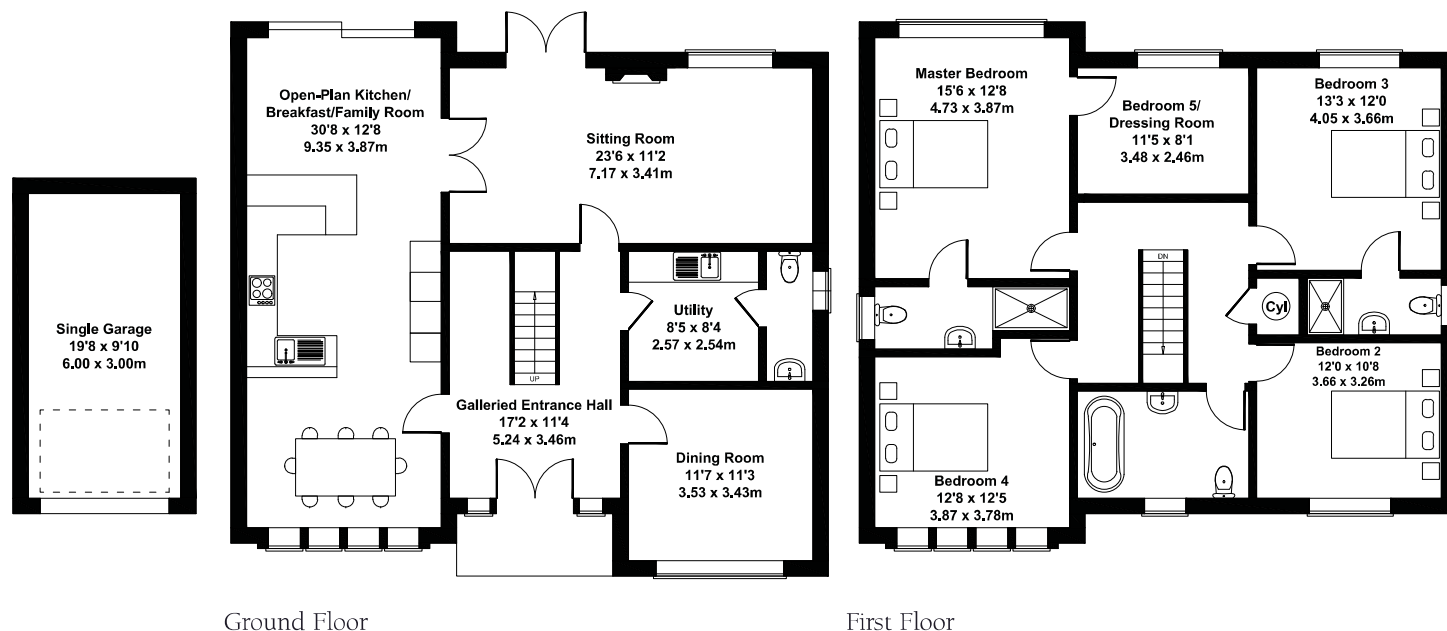 Single Garage
19'8 x 9'10
6.00 x 3.00m
Open-Plan Kitchen/
Breakfast/Family Room
30'8 x 12'8
9.35 x 3.87m
Sitting Room
23'6 x 11'2
7.17 x 3.41m
Utility
8'5 x 8'4
2.57 x 2.54m
UP
Galleried Entrance Hall
17'2 x 11'4
5.24 x 3.46m
Dining Room
11'7 x 11'3
3.53 x 3.43m
Ground Floor
Master Bedroom
15'6 x 12'8
4.73 x 3.87m
Bedroom 5/
Dressing Room
11'5 x 8'1
3.48 x 2.46m
Bedroom 3
13'3 x 12'0
4.05 x 3.66m
DN
Cyl
Bedroom 2
12'0 x 10'8
3.66 x 3.26m
Bedroom 4
12'8 x 12'5
3.87 x 3.78m
First Floor